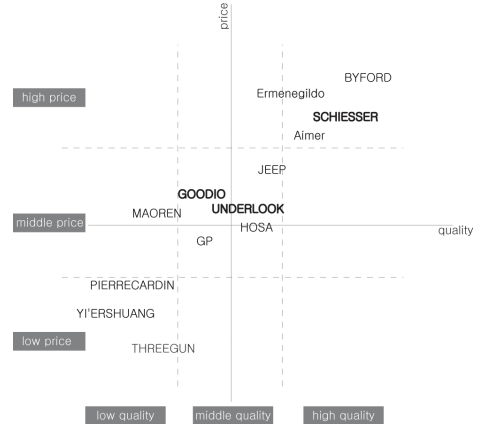 price
BYFORD
high price
Ermenegildo
SCHIESSER
Aimer
JEEP
GOODIO
MAOREN
UNDERLOOK
middle price
HOSA
quality
GP
PIERRECARDIN
YI'ERSHUANG
low price
THREEGUN
low quality
middle quality
high quality